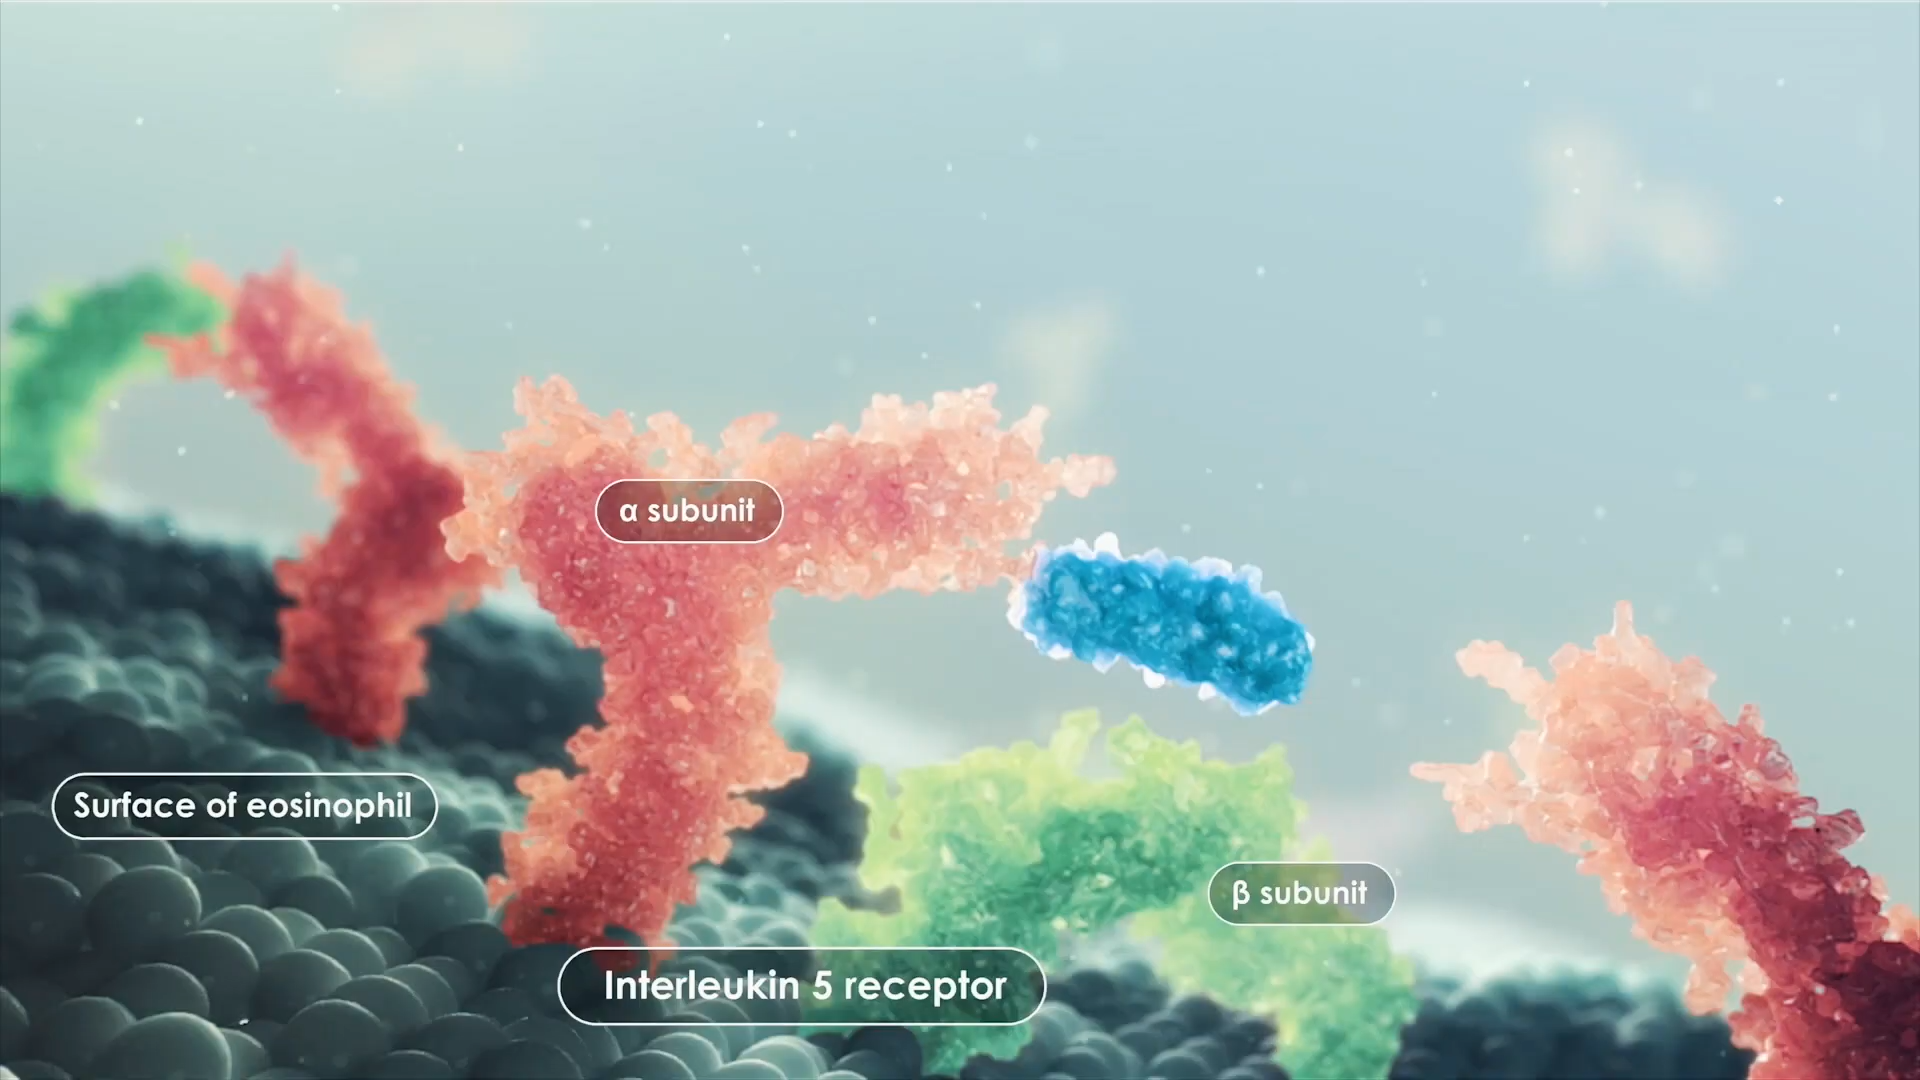 α subunit
Surface of eosinophil
β subunit
Interleukin 5 receptor